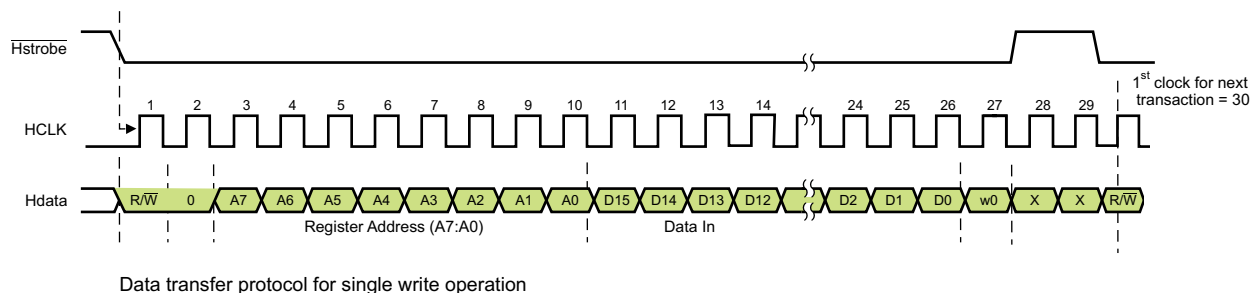 Hstrobe
1st clock for next
transaction = 30
1 2 3 4 5 6 7 8 9 10 11 12 13 14 24 25 26 27 28 29
HCLK
Hdata R/W 0 A7 A6 A5 A4 A3 A2 A1 A0 D15 D14 D13 D12 D2 D1 D0 w0 X X R/W
Register Address (A7:A0) Data In
Data transfer protocol for single write operation